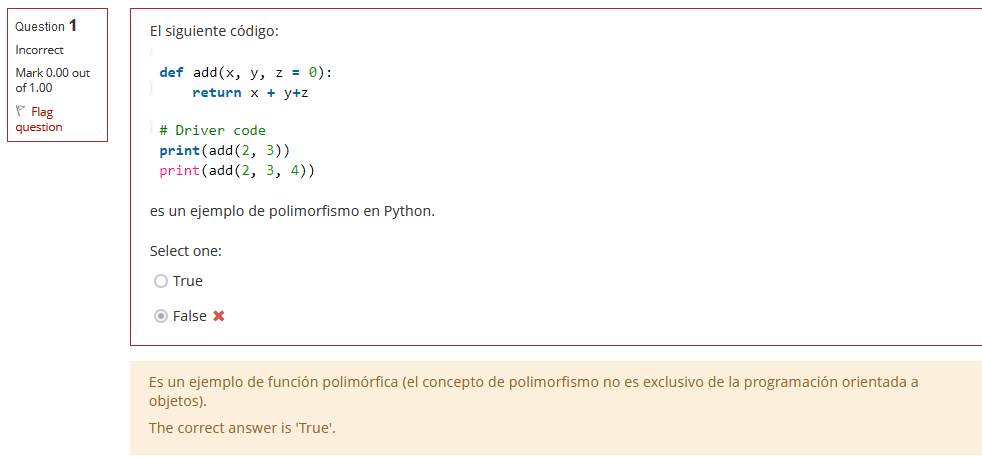 Question 1
Incorrect
Mark 0.00 out
of 1.00
Flag
question
El siguiente código:
def add(x, y, z = 0):
    return x + y+z
# Driver code
print(add(2, 3))
print(add(2, 3, 4))
es un ejemplo de polimorfismo en Python.
Select one:
True
False
Es un ejemplo de función polimórfica (el concepto de polimorfismo no es exclusivo de la programación orientada a
objetos).
The correct answer is 'True'.